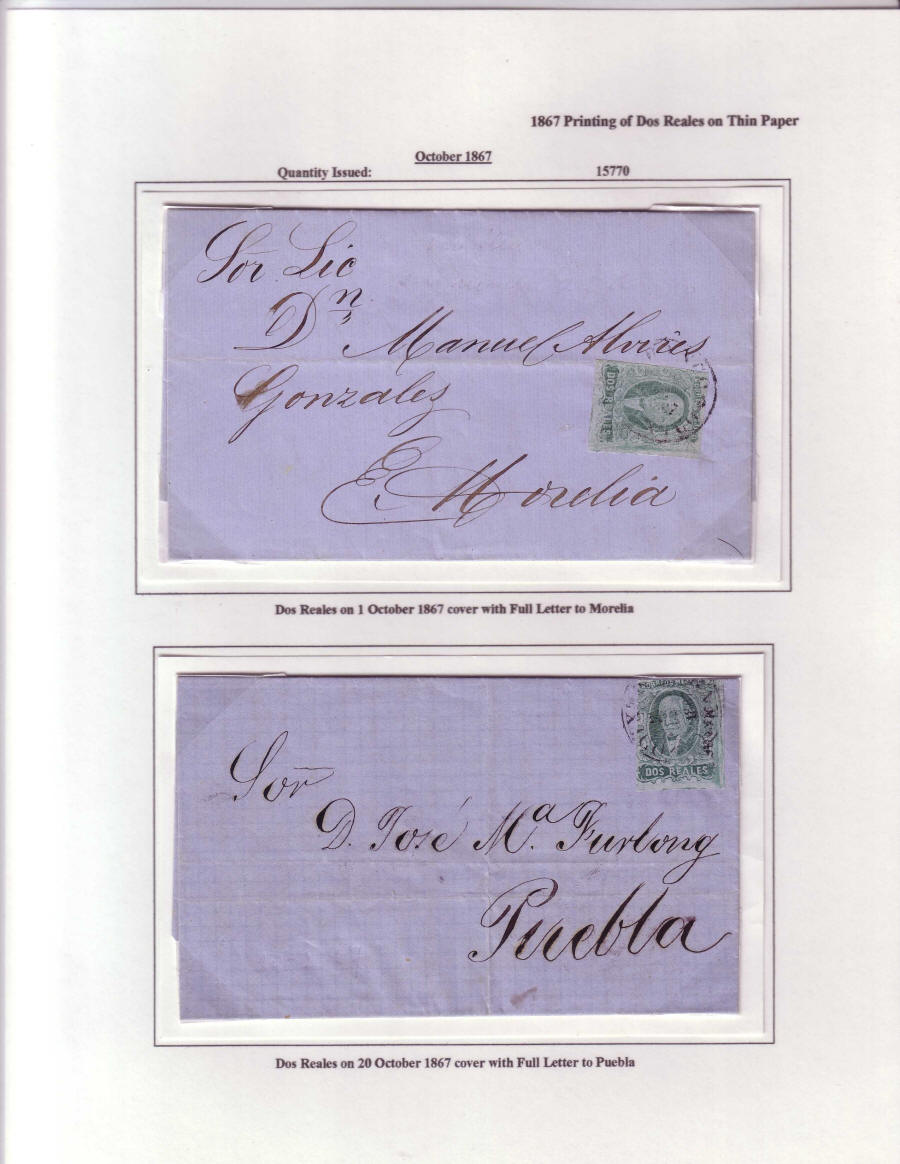 1867 Printing of Dos Reales on Thin Paper
October 1867
Quantity Issued: 15770
Sor. Lic
Dn. Manuel Alvires
Gonzales
DOS REALES
E. Morelia
Dos Reales on 1 October 1867 cover with Full Letter to Morelia
DOS REALES
Sor
D. José Ma. Furlong
Puebla
Dos Reales on 20 October 1867 cover with Full Letter to Puebla